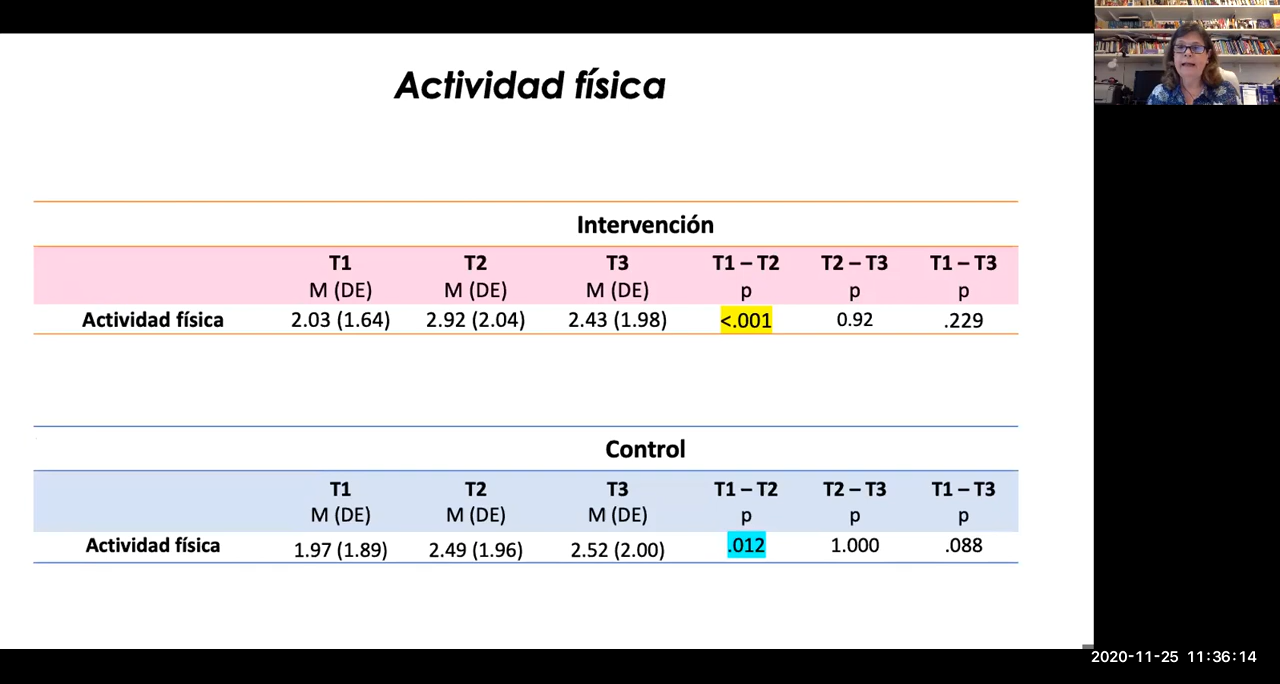 Actividad física
Intervención
T1 T2 T3 T1 – T2 T2 – T3 T1 – T3
M (DE) M (DE) M (DE) p p p
Actividad física 2.03 (1.64) 2.92 (2.04) 2.43 (1.98) <.001 0.92 .229
Control
T1 T2 T3 T1 – T2 T2 – T3 T1 – T3
M (DE) M (DE) M (DE) p p p
Actividad física 1.97 (1.89) 2.49 (1.96) 2.52 (2.00) .012 1.000 .088
2020-11-25 11:36:14